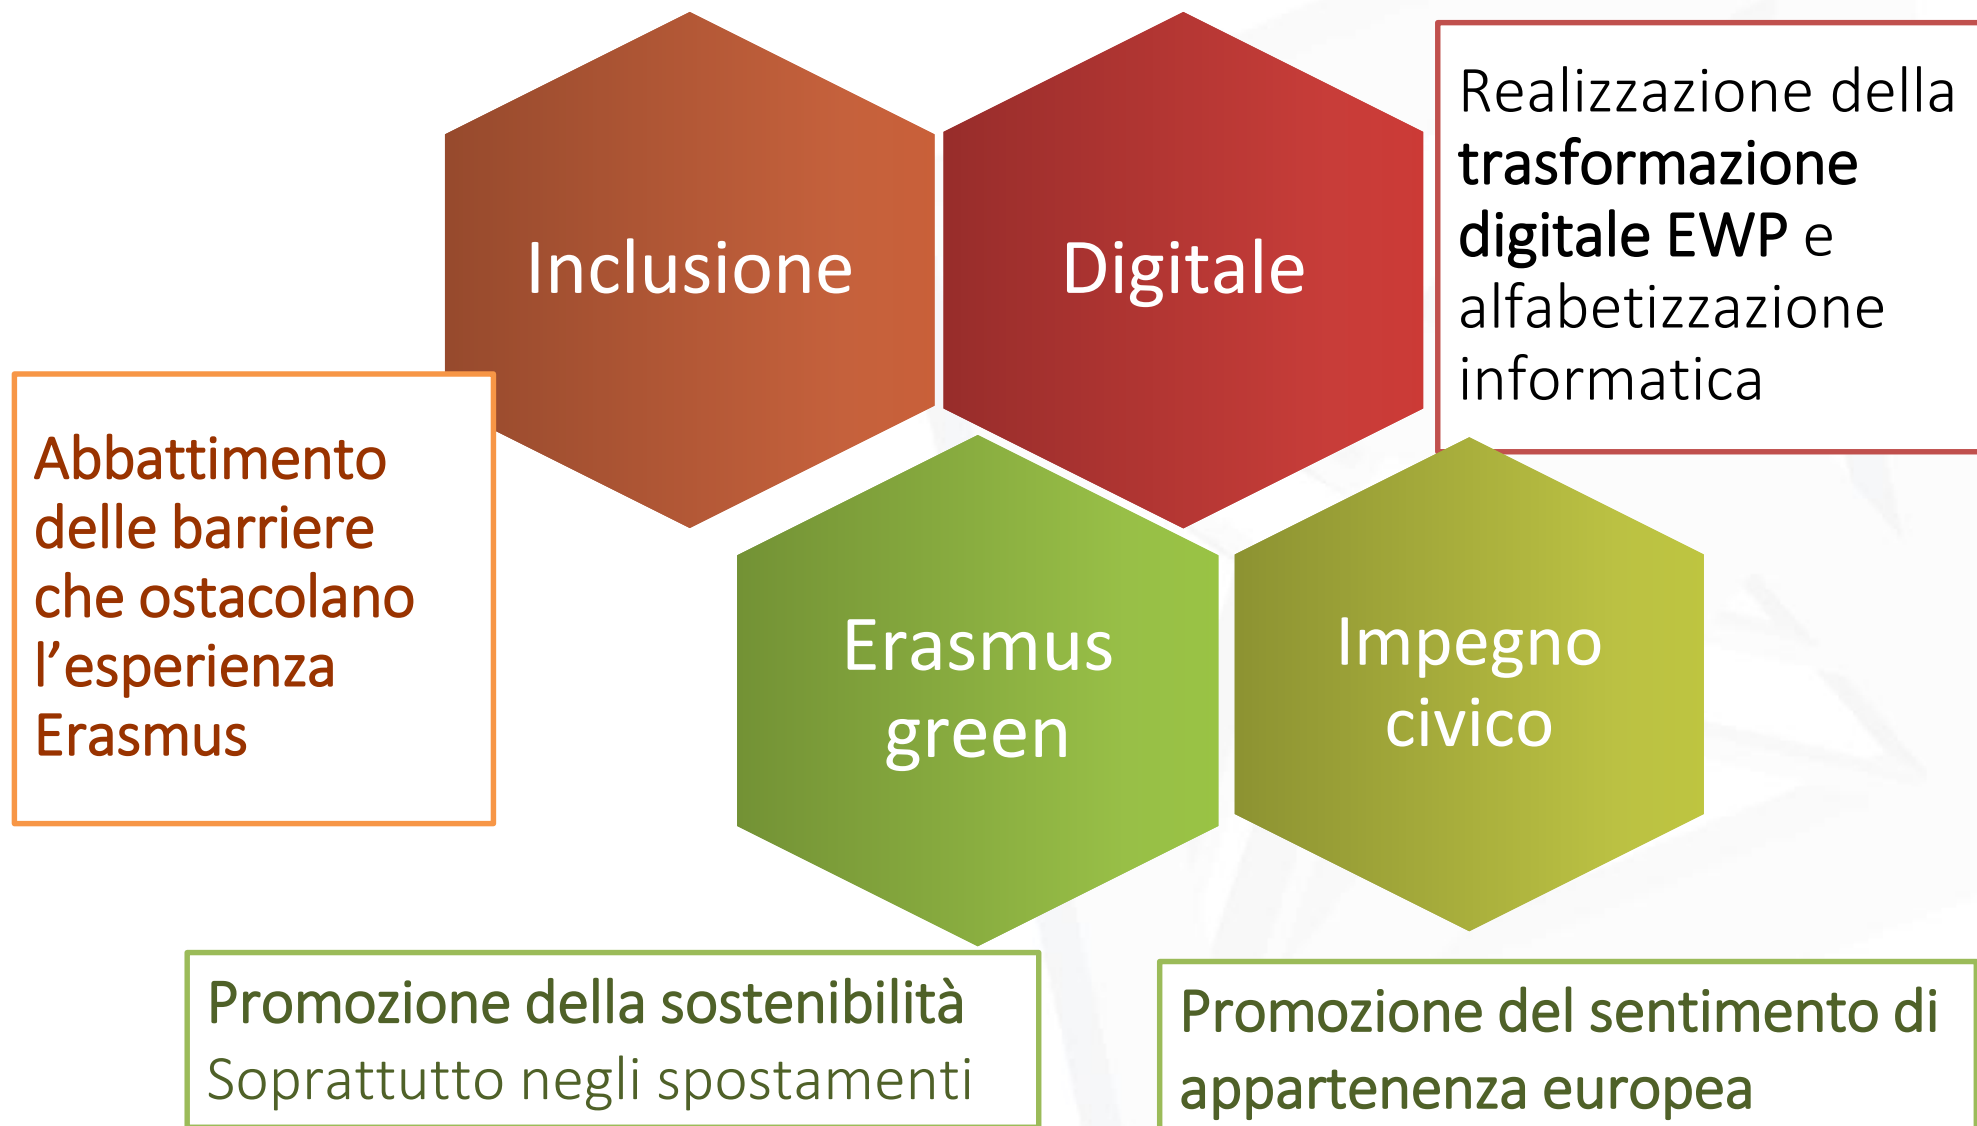 Inclusione
Digitale
Realizzazione della
trasformazione
digitale EWP e
alfabetizzazione
informatica
Abbattimento
delle barriere
che ostacolano
l’esperienza
Erasmus
Erasmus
green
Impegno
civico
Promozione della sostenibilità
Soprattutto negli spostamenti
Promozione del sentimento di
appartenenza europea